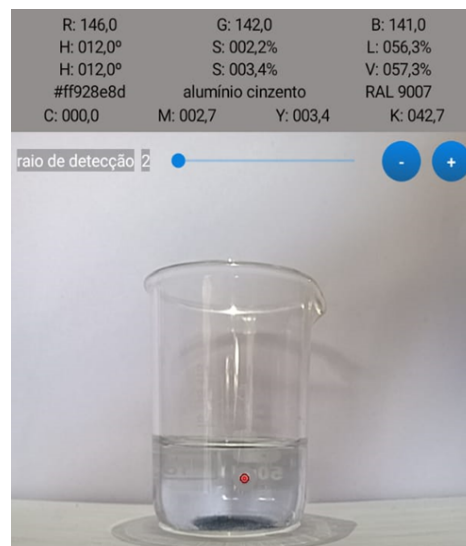 R: 146,0 G: 142,0 B: 141,0
H: 012,0º S: 002,2% L: 056,3%
H: 012,0º S: 003,4% V: 057,3%
#ff928e8d alumínio cinzento RAL 9007
C: 000,0 M: 002,7 Y: 003,4 K: 042,7
raio de detecção 2 - +